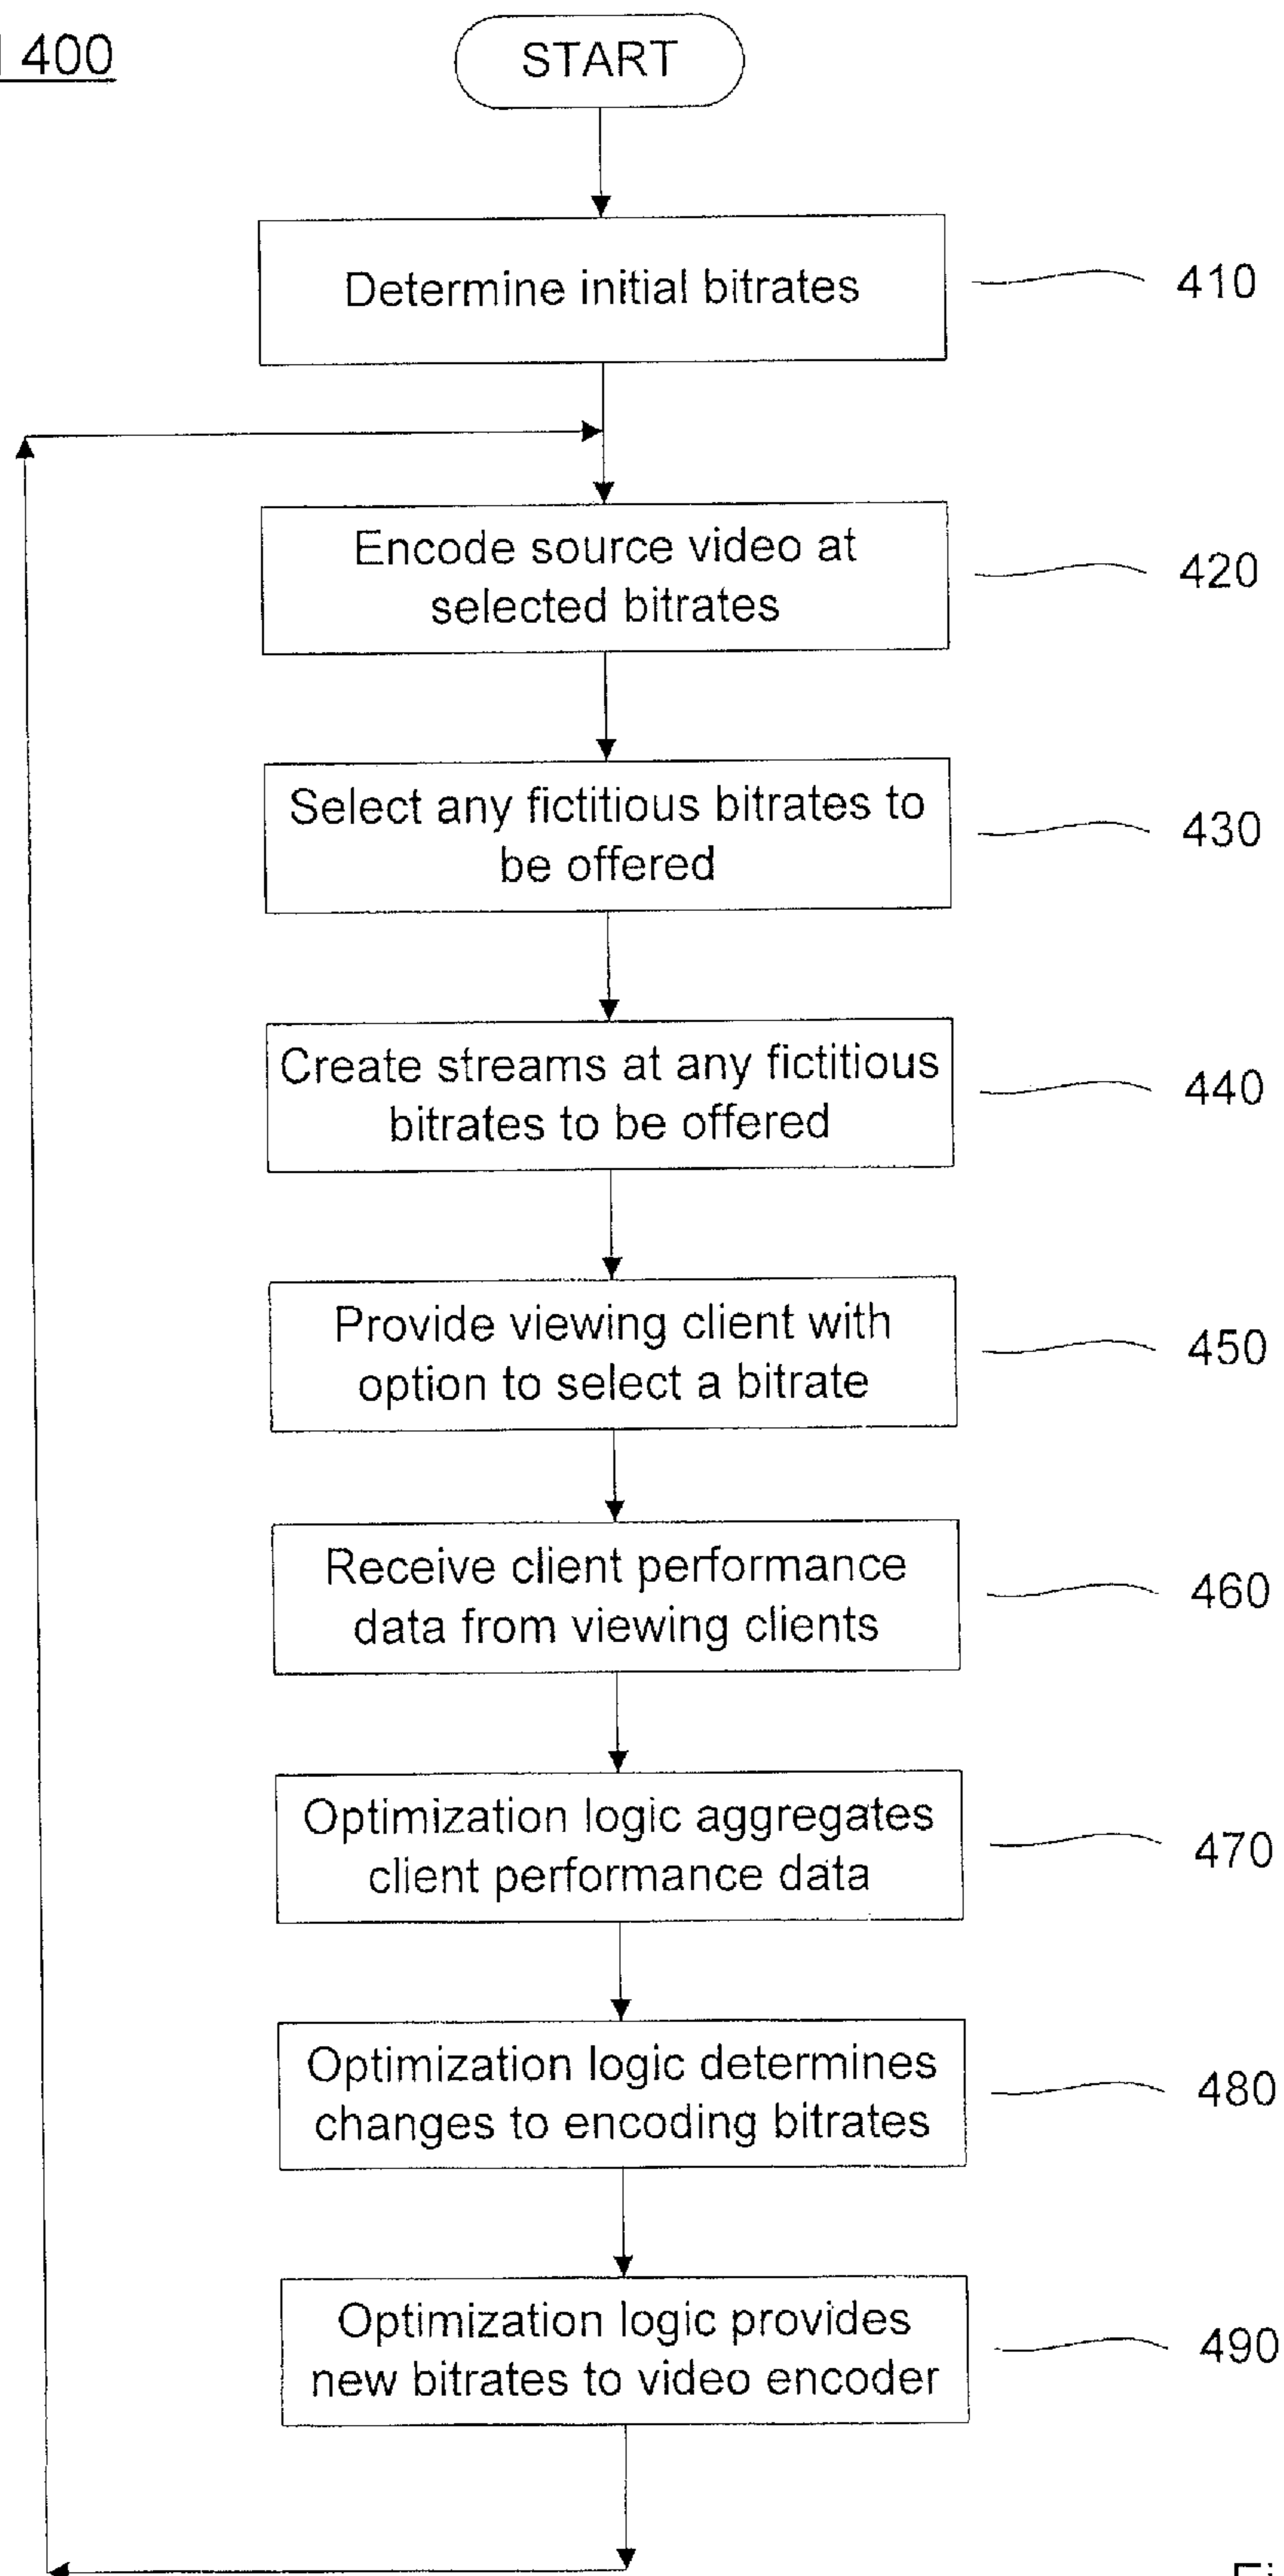 400
START
Determine initial bitrates
410
Encode source video at
selected bitrates
420
Select any fictitious bitrates to
be offered
430
Create streams at any fictitious
bitrates to be offered
440
Provide viewing client with
option to select a bitrate
450
Receive client performance
data from viewing clients
460
Optimization logic aggregates
client performance data
470
Optimization logic determines
changes to encoding bitrates
480
Optimization logic provides
new bitrates to video encoder
490